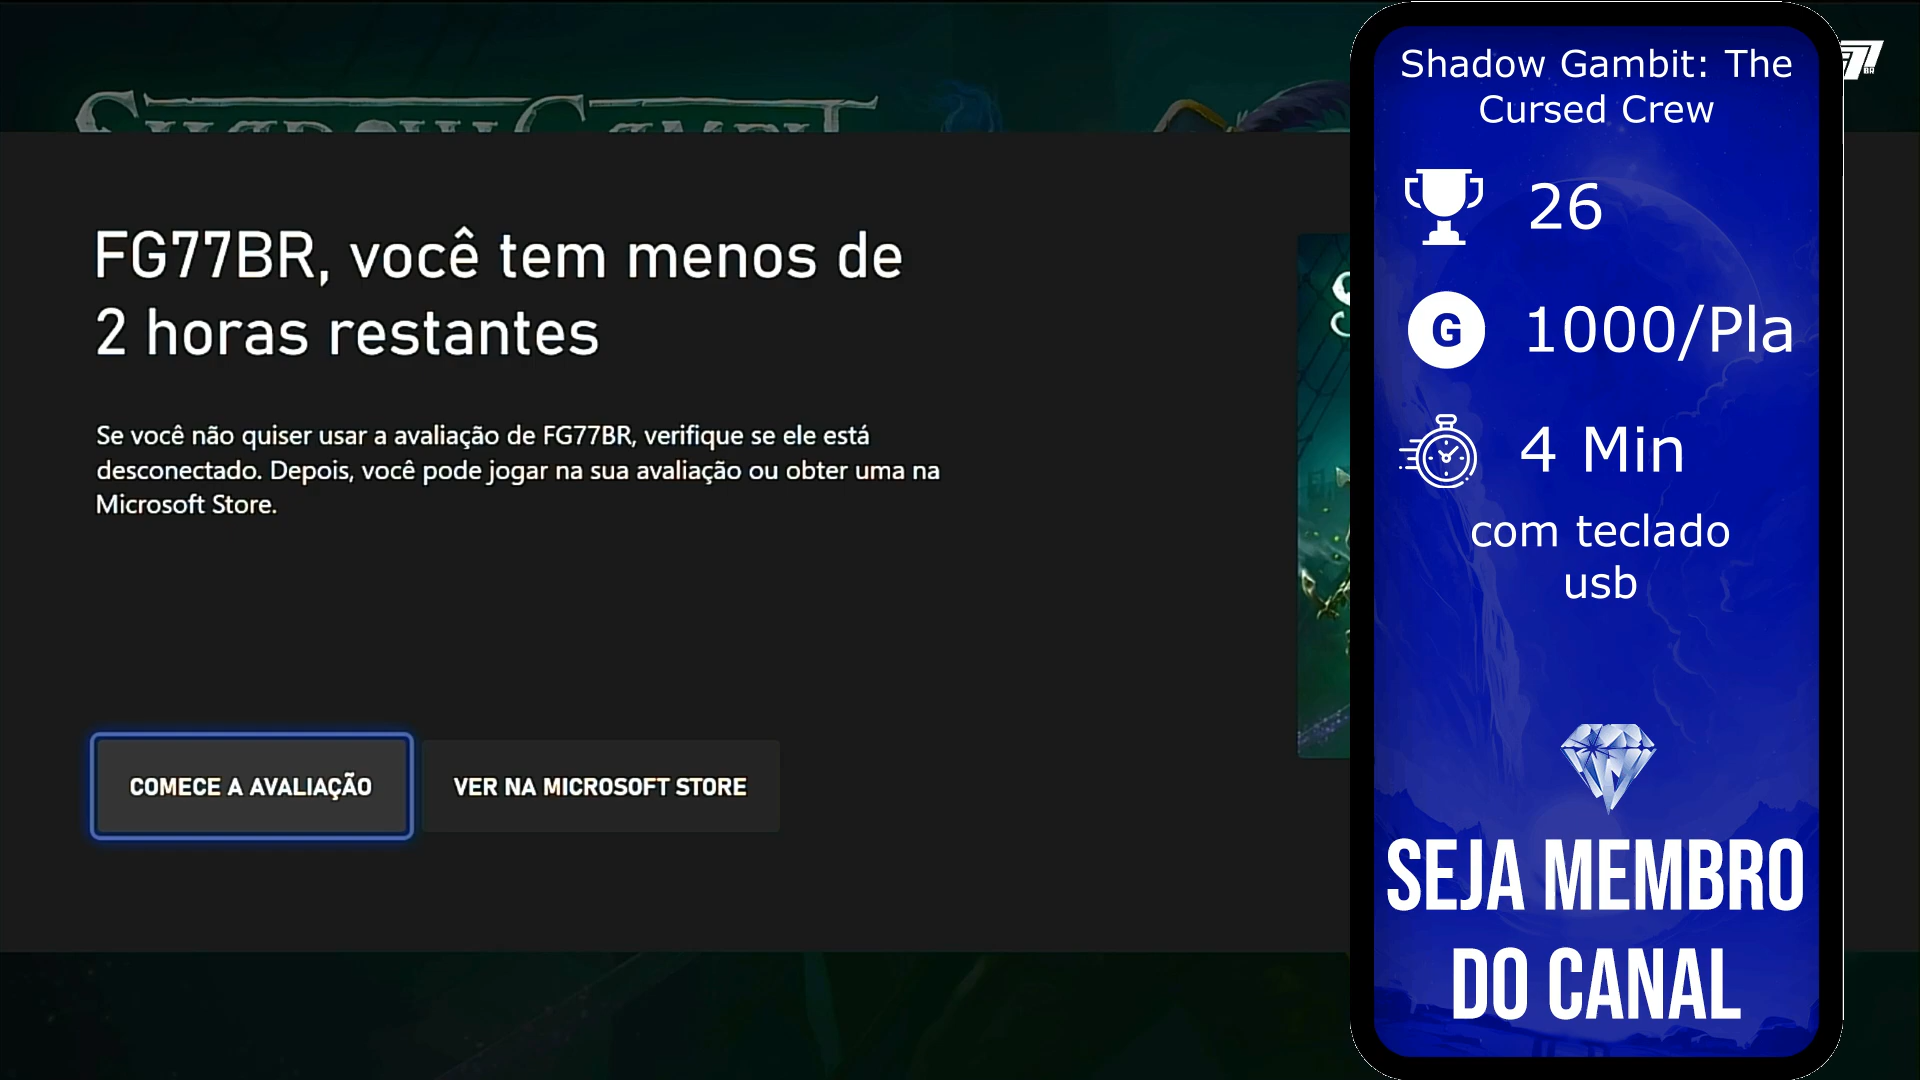 SHADOW GAMBIT
FG77BR, você tem menos de
2 horas restantes
Se você não quiser usar a avaliação de FG77BR, verifique se ele está
desconectado. Depois, você pode jogar na sua avaliação ou obter uma na
Microsoft Store.
COMECE A AVALIAÇÃO
VER NA MICROSOFT STORE
Shadow Gambit: The
Cursed Crew
26
G
1000/Pla
4 Min
com teclado
usb
SEJA MEMBRO
DO CANAL